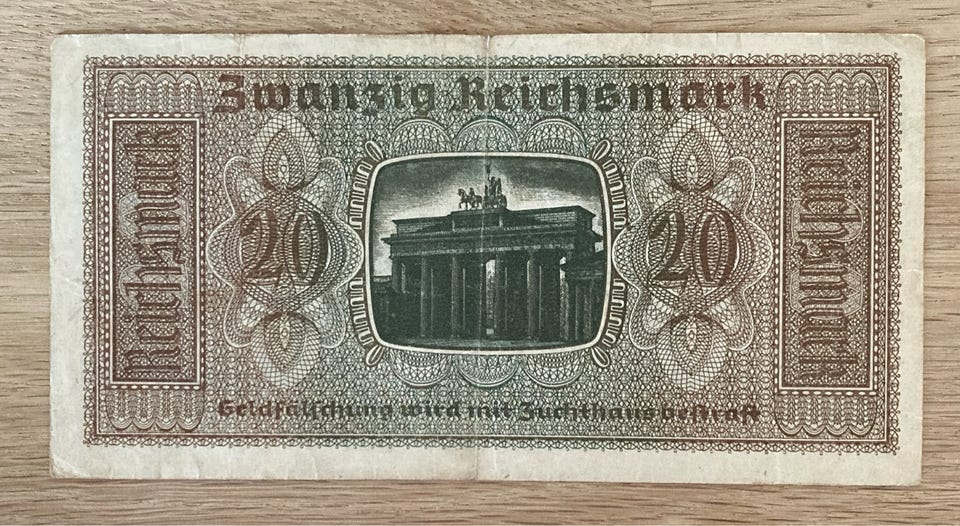 Zwanzig Reichsmark
Reichsmark
20
20
Reichsmark
Geldfälschung wird mit Zuchthaus bestraft